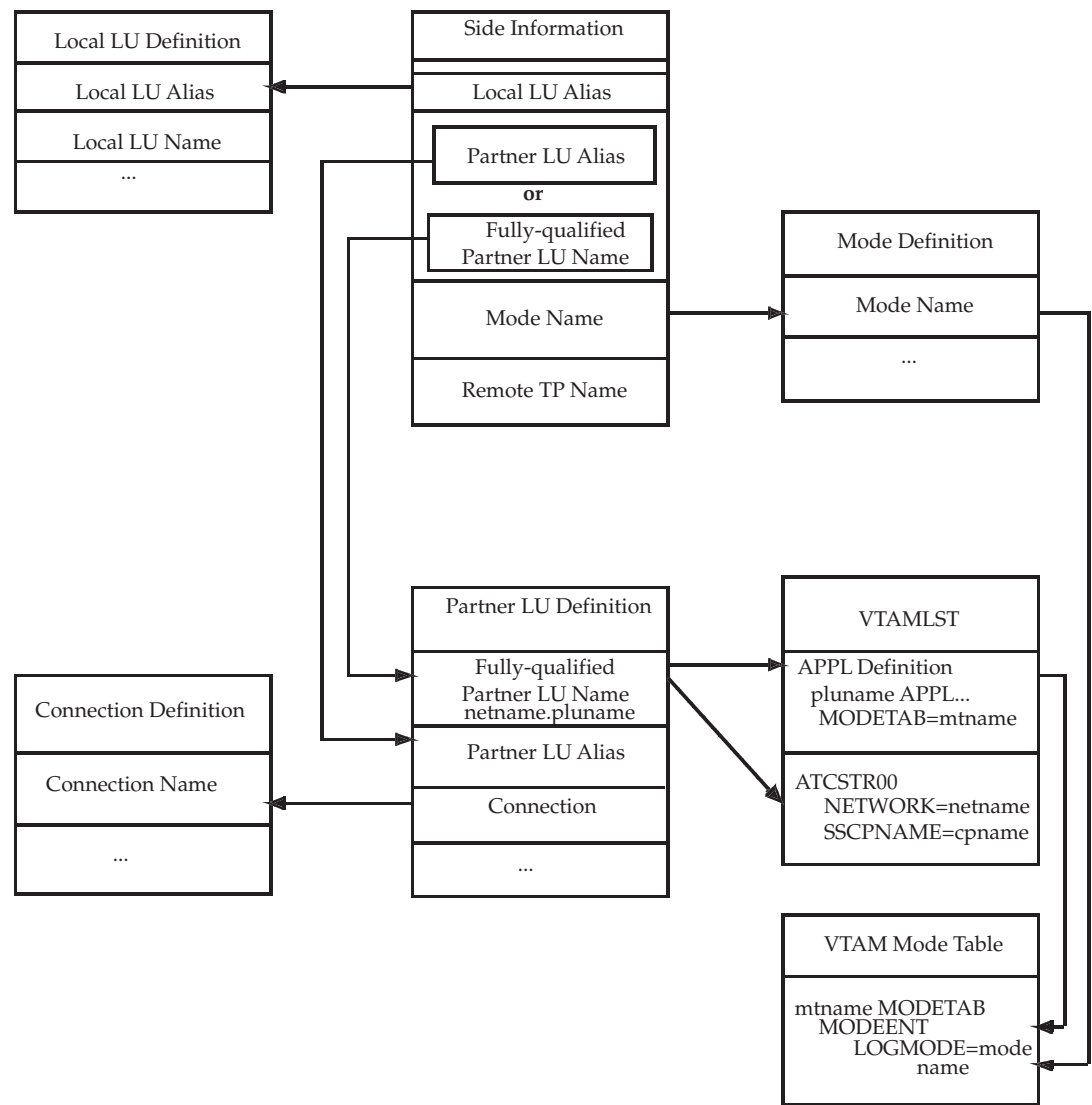 Local LU Definition
Local LU Alias
Local LU Name
...
Side Information
Local LU Alias
Partner LU Alias
or
Fully-qualified
Partner LU Name
Mode Name
Remote TP Name
Mode Definition
Mode Name
...
Partner LU Definition
Fully-qualified
Partner LU Name
netname.pluname
Partner LU Alias
Connection
...
Connection Definition
Connection Name
...
VTAMLST
APPL Definition
pluname APPL...
MODETAB=mtname
ATCSTR00
NETWORK=netname
SSCPNAME=cpname
VTAM Mode Table
mtname MODETAB
MODEENT
LOGMODE=mode
name